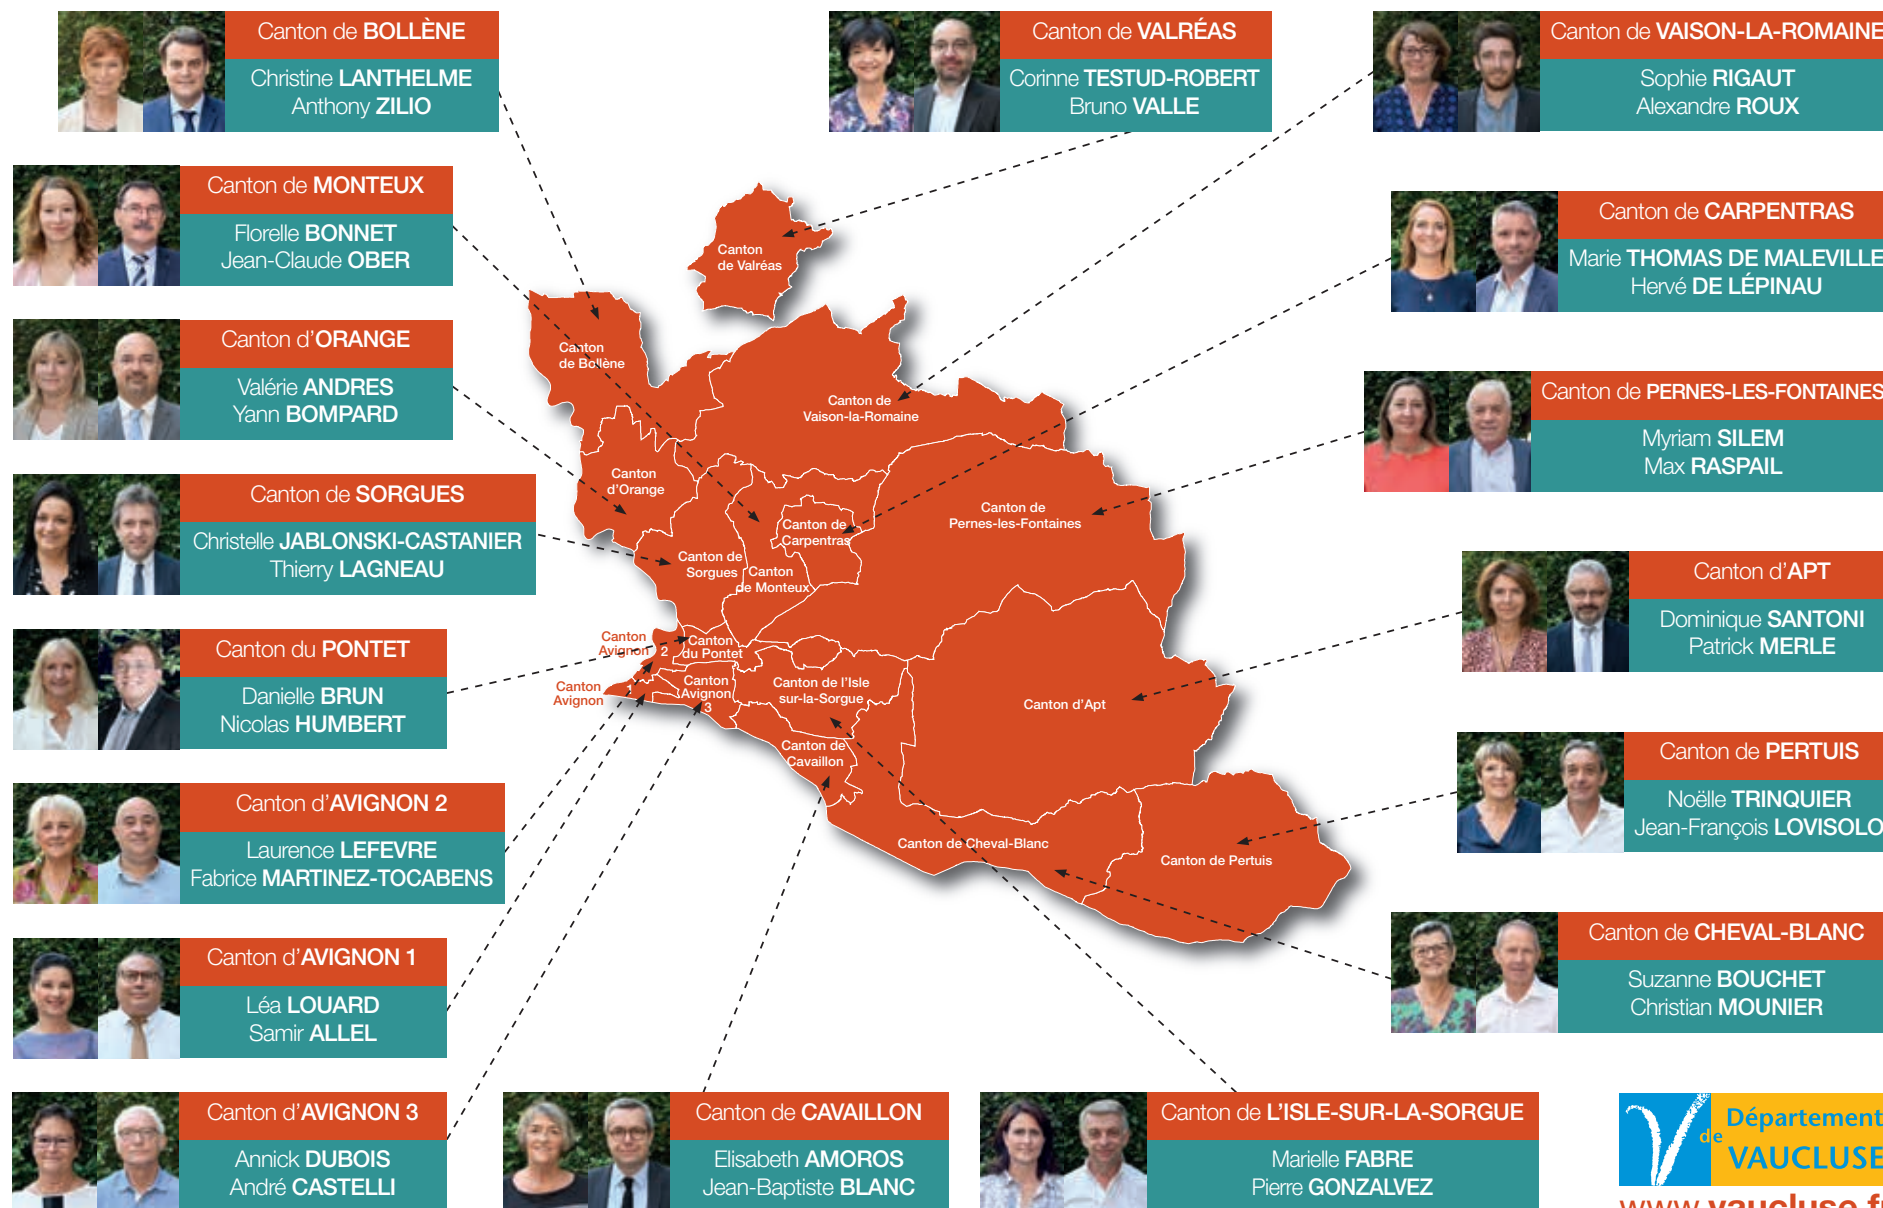 Canton de BOLLÈNE
Christine LANTHELME
Anthony ZILIO
Canton de VALRÉAS
Corinne TESTUD-ROBERT
Bruno VALLE
Canton de VAISON-LA-ROMAINE
Sophie RIGAUT
Alexandre ROUX
Canton de MONTEUX
Florelle BONNET
Jean-Claude OBER
Canton de CARPENTRAS
Marie THOMAS DE MALEVILLE
Hervé DE LÉPINAU
Canton d'ORANGE
Valérie ANDRES
Yann BOMPARD
Canton de PERNES-LES-FONTAINES
Myriam SILEM
Max RASPAIL
Canton de SORGUES
Christelle JABLONSKI-CASTANIER
Thierry LAGNEAU
Canton d'APT
Dominique SANTONI
Patrick MERLE
Canton du PONTET
Danielle BRUN
Nicolas HUMBERT
Canton de PERTUIS
Noëlle TRINQUIER
Jean-François LOVISOLO
Canton d'AVIGNON 2
Laurence LEFEVRE
Fabrice MARTINEZ-TOCABENS
Canton de CHEVAL-BLANC
Suzanne BOUCHET
Christian MOUNIER
Canton d'AVIGNON 1
Léa LOUARD
Samir ALLEL
Canton d'AVIGNON 3
Annick DUBOIS
André CASTELLI
Canton de CAVAILLON
Elisabeth AMOROS
Jean-Baptiste BLANC
Canton de L'ISLE-SUR-LA-SORGUE
Marielle FABRE
Pierre GONZALVEZ
Canton
de Valréas
Canton
de Bollène
Canton de
Vaison-la-Romaine
Canton
d'Orange
Canton de
Pernes-les-Fontaines
Canton de
Carpentras
Canton de
Sorgues
Canton
de Monteux
Canton
Avignon 2
Canton
du Pontet
Canton
Avignon 1
Canton
Avignon
3
Canton de l'Isle
sur-la-Sorgue
Canton d'Apt
Canton de
Cavaillon
Canton de Cheval-Blanc
Canton de Pertuis
Département
de
VAUCLUSE
www.vaucluse.fr